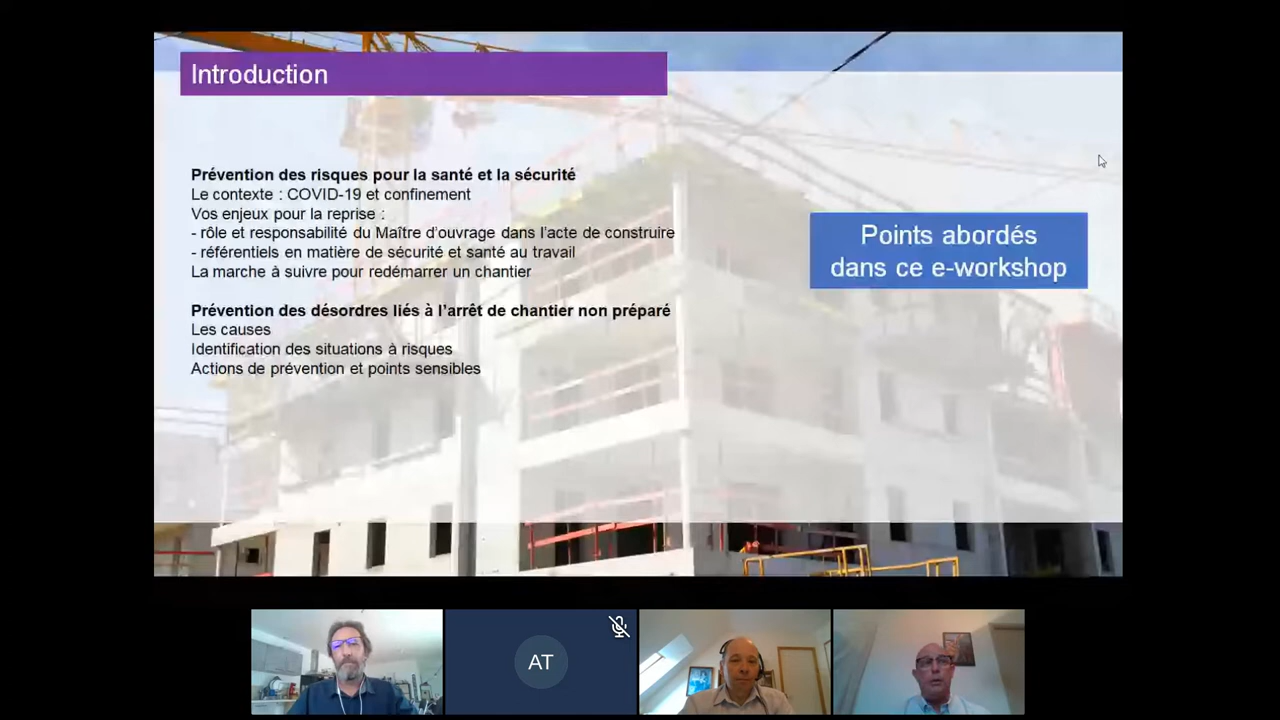 Introduction
Prévention des risques pour la santé et la sécurité
Le contexte : COVID-19 et confinement
Vos enjeux pour la reprise :
- rôle et responsabilité du Maître d’ouvrage dans l’acte de construire
- référentiels en matière de sécurité et santé au travail
La marche à suivre pour redémarrer un chantier
Prévention des désordres liés à l’arrêt de chantier non préparé
Les causes
Identification des situations à risques
Actions de prévention et points sensibles
Points abordés
dans ce e-workshop
AT